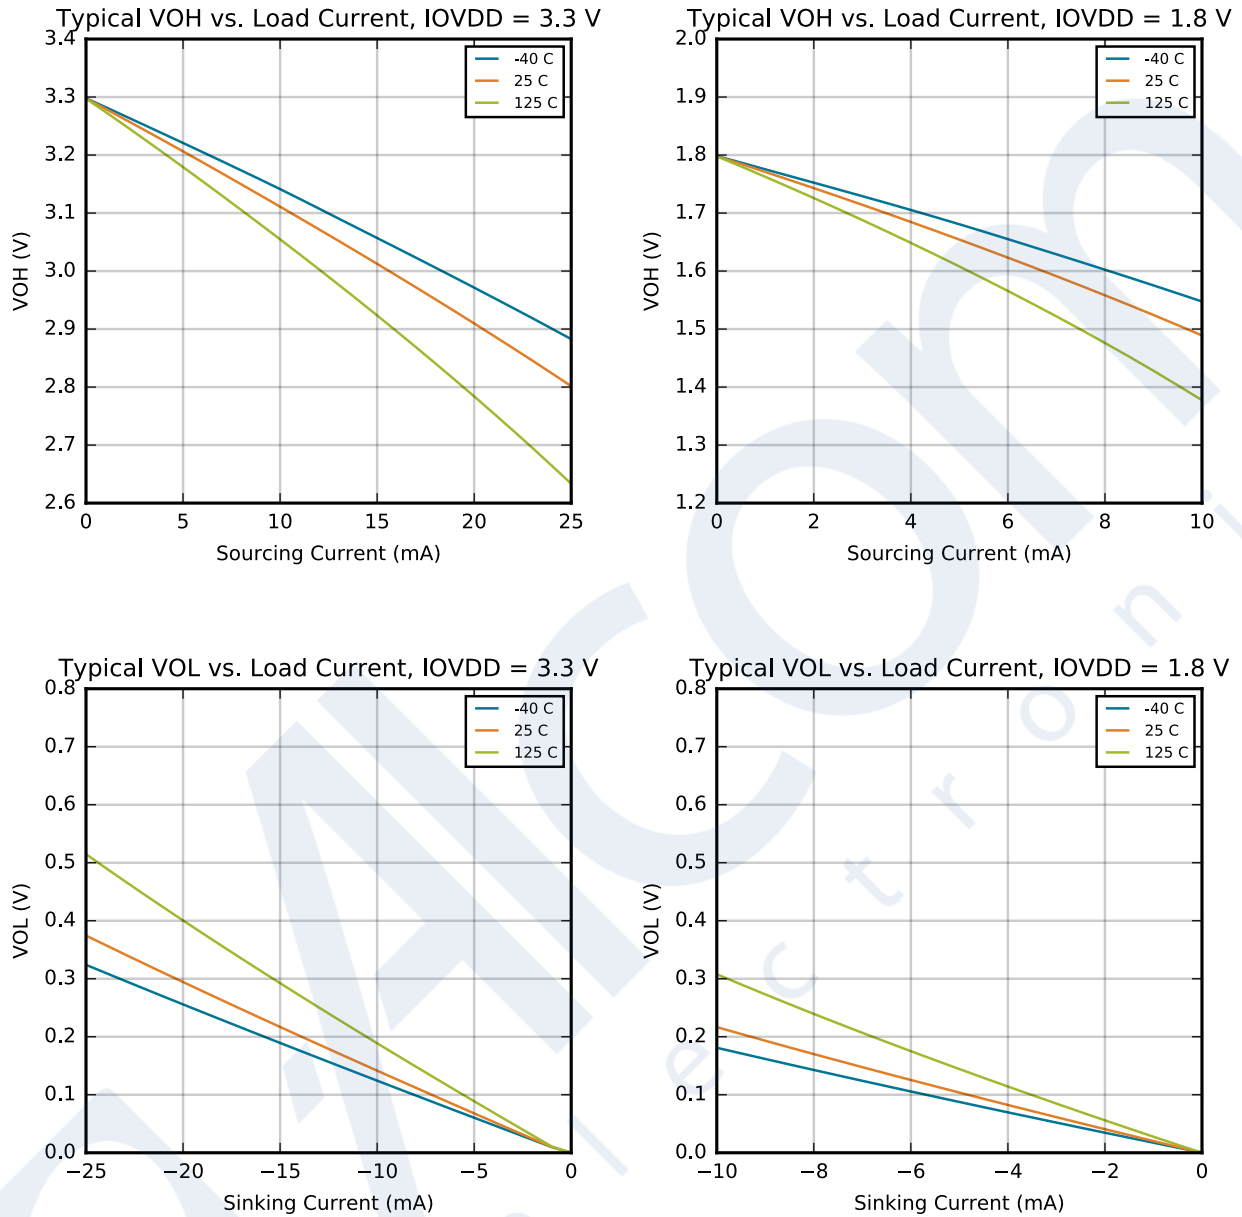 Typical VOH vs. Load Current, IOVDD = 3.3 V
3.4
3.3
3.2
3.1
3.0
2.9
2.8
2.7
2.6
VOH (V)
-40 C
25 C
125 C
0 5 10 15 20 25
Sourcing Current (mA)
Typical VOH vs. Load Current, IOVDD = 1.8 V
2.0
1.9
1.8
1.7
1.6
1.5
1.4
1.3
1.2
VOH (V)
-40 C
25 C
125 C
0 2 4 6 8 10
Sourcing Current (mA)
Typical VOL vs. Load Current, IOVDD = 3.3 V
0.8
0.7
0.6
0.5
0.4
0.3
0.2
0.1
0.0
VOL (V)
-40 C
25 C
125 C
−25 −20 −15 −10 −5 0
Sinking Current (mA)
Typical VOL vs. Load Current, IOVDD = 1.8 V
0.8
0.7
0.6
0.5
0.4
0.3
0.2
0.1
0.0
VOL (V)
-40 C
25 C
125 C
−10 −8 −6 −4 −2 0
Sinking Current (mA)